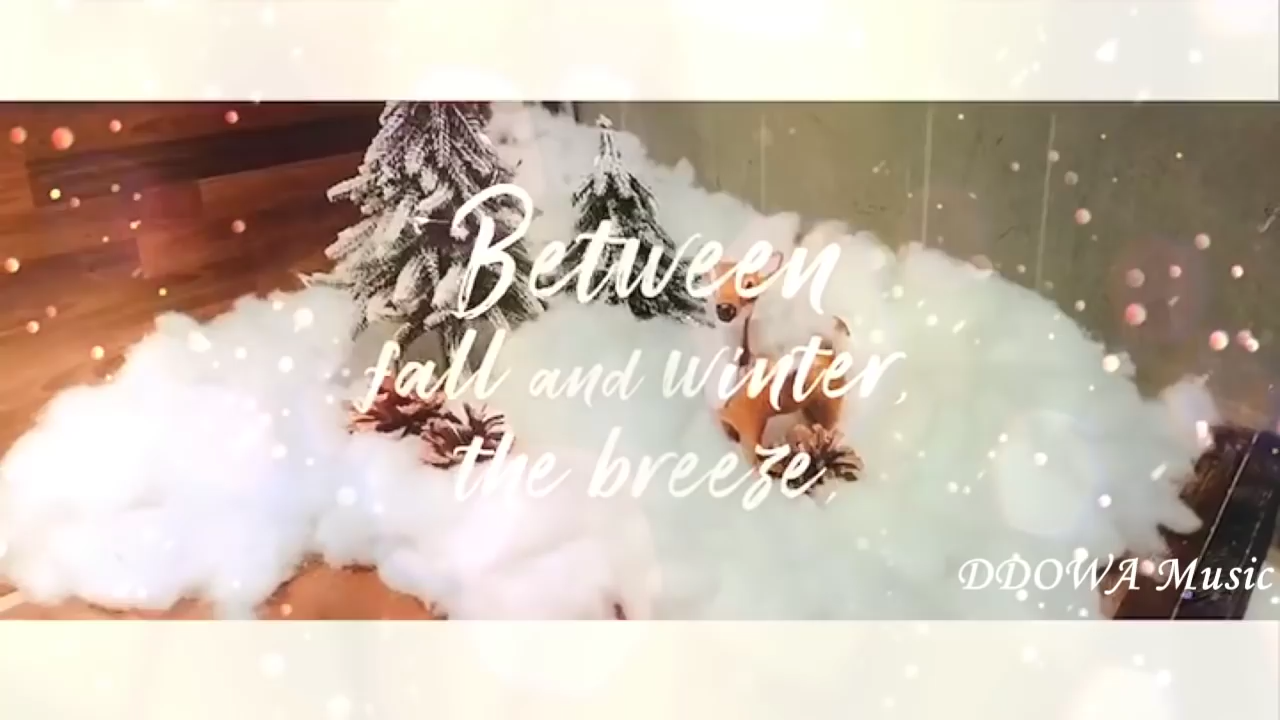 Between
fall and Winter,
the breeze,
DDOWA Music